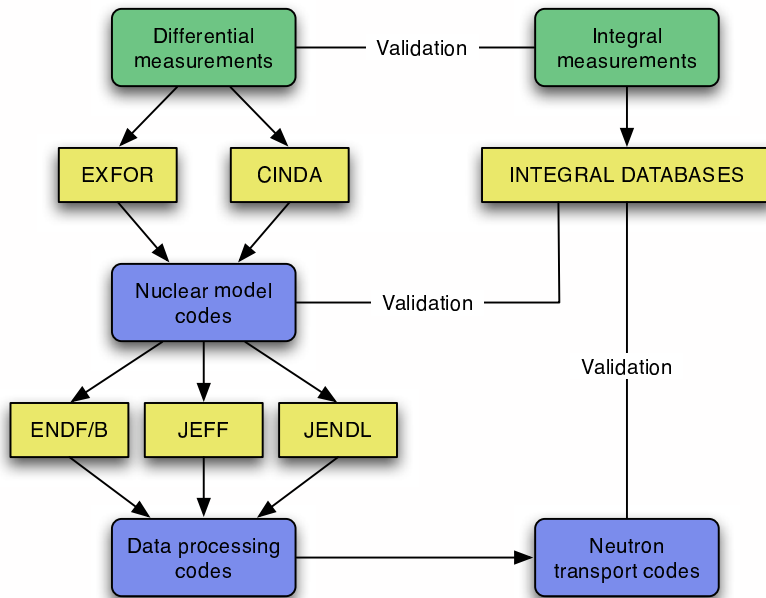 Differential
measurements
Validation
Integral
measurements
EXFOR
CINDA
INTEGRAL DATABASES
Nuclear model
codes
Validation
Validation
ENDF/B
JEFF
JENDL
Data processing
codes
Neutron
transport codes